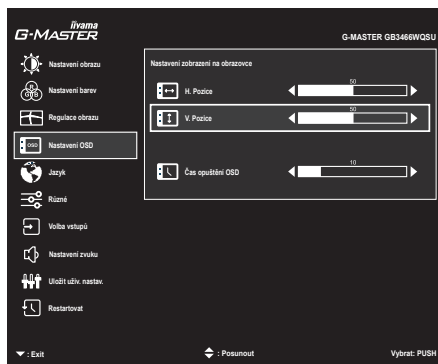 iiyama
G-MASTER
G-MASTER GB3466WQSU
Nastavení obrazu
Nastavení barev
R
G B
Regulace obrazu
Nastavení OSD
OSD
Jazyk
Různé
Volba vstupů
Nastavení zvuku
Uložit uživ. nastav.
Restartovat
Nastavení zobrazení na obrazovce
H. Pozice
50
V. Pozice
50
Čas opuštění OSD
10
: Exit
: Posunout
Vybrat: PUSH